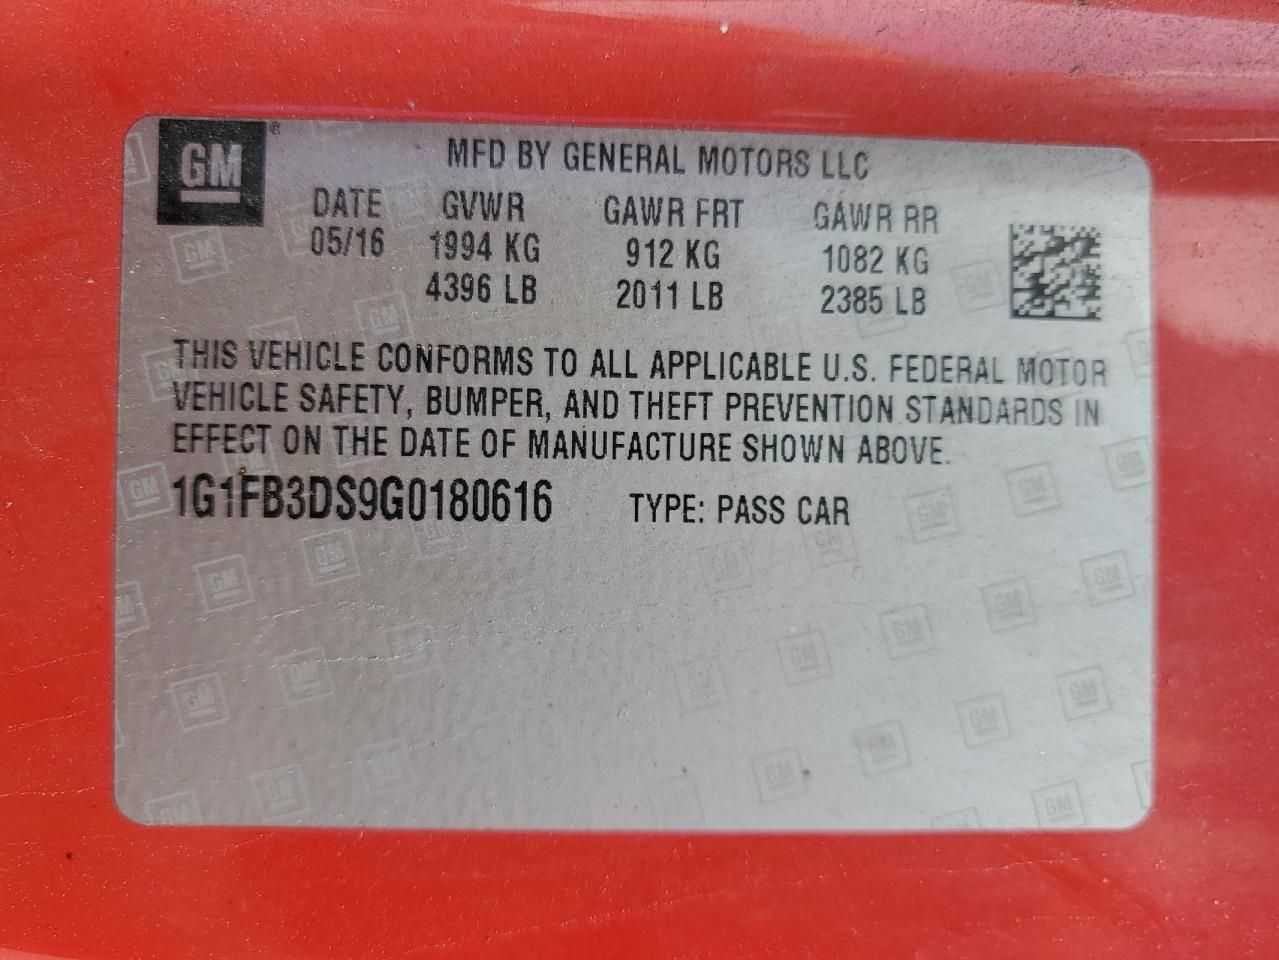 GM®
MFD BY GENERAL MOTORS LLC
DATE GVWR GAWR FRT GAWR RR
05/16 1994 KG 912 KG 1082 KG
4396 LB 2011 LB 2385 LB
THIS VEHICLE CONFORMS TO ALL APPLICABLE U.S. FEDERAL MOTOR
VEHICLE SAFETY, BUMPER, AND THEFT PREVENTION STANDARDS IN
EFFECT ON THE DATE OF MANUFACTURE SHOWN ABOVE.
1G1FB3DS9G0180616 TYPE: PASS CAR